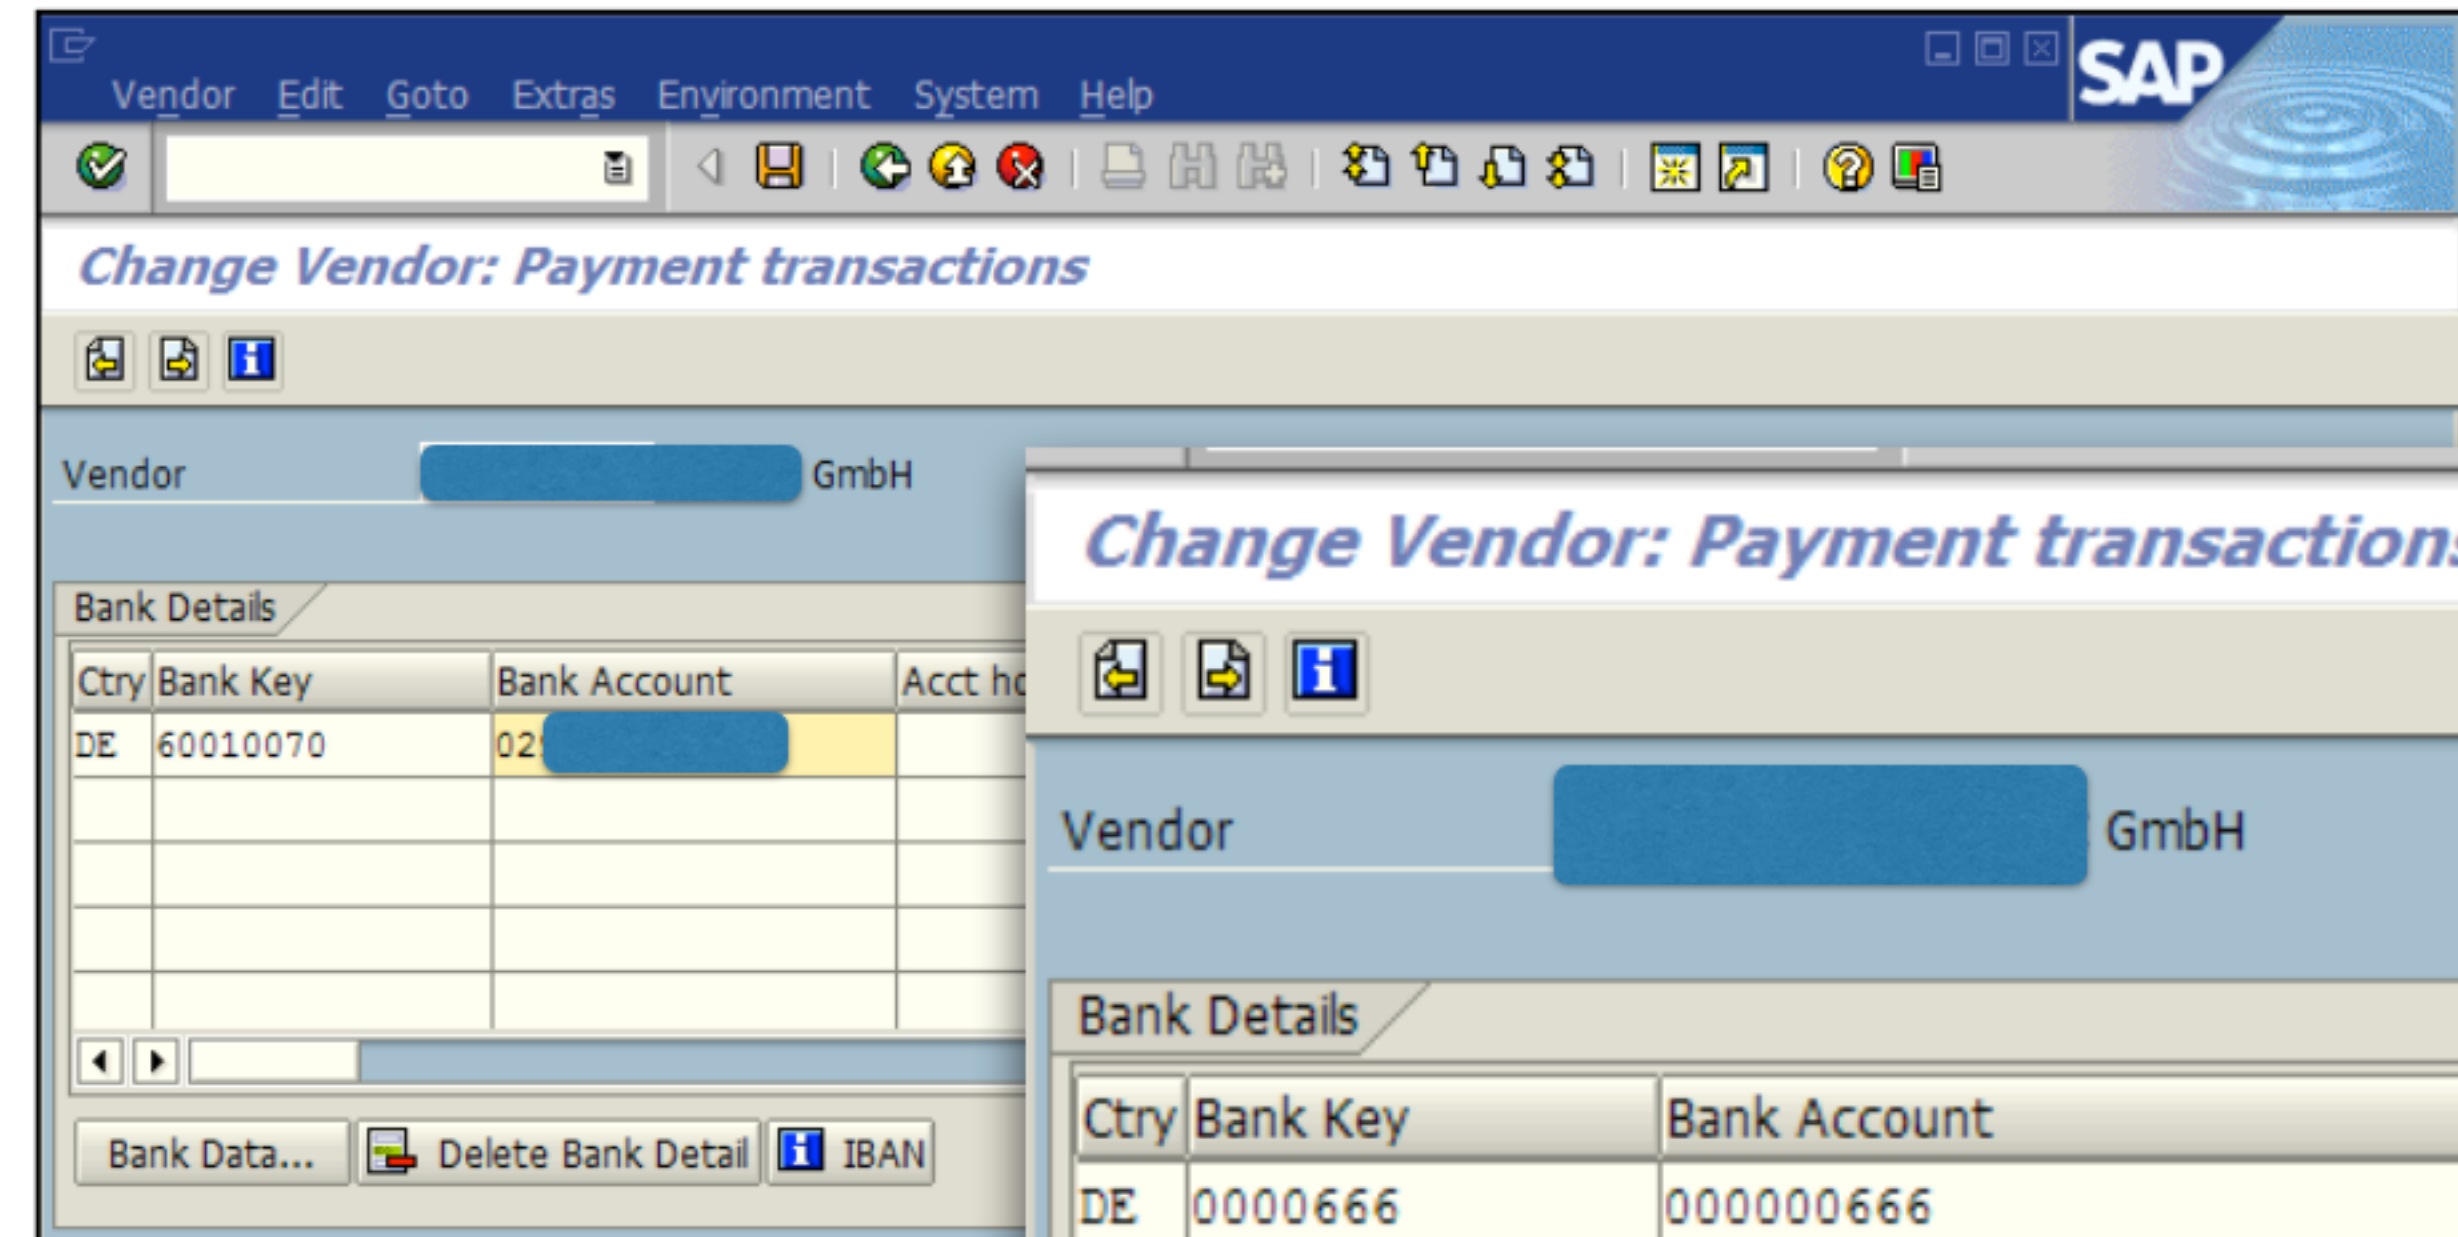 Vendor Edit Goto Extras Environment System Help
SAP
Change Vendor: Payment transactions
Vendor GmbH
Bank Details
Ctry Bank Key Bank Account Acct
DE 60010070 02
Bank Data... Delete Bank Detail IBAN
Change Vendor: Payment transactions
Vendor GmbH
Bank Details
Ctry Bank Key Bank Account
DE 0000666 000000666